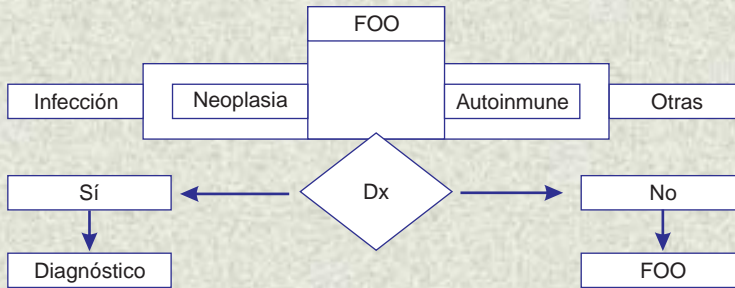 FOO
Infección
Neoplasia
Autoinmune
Otras
Dx
Sí
No
Diagnóstico
FOO